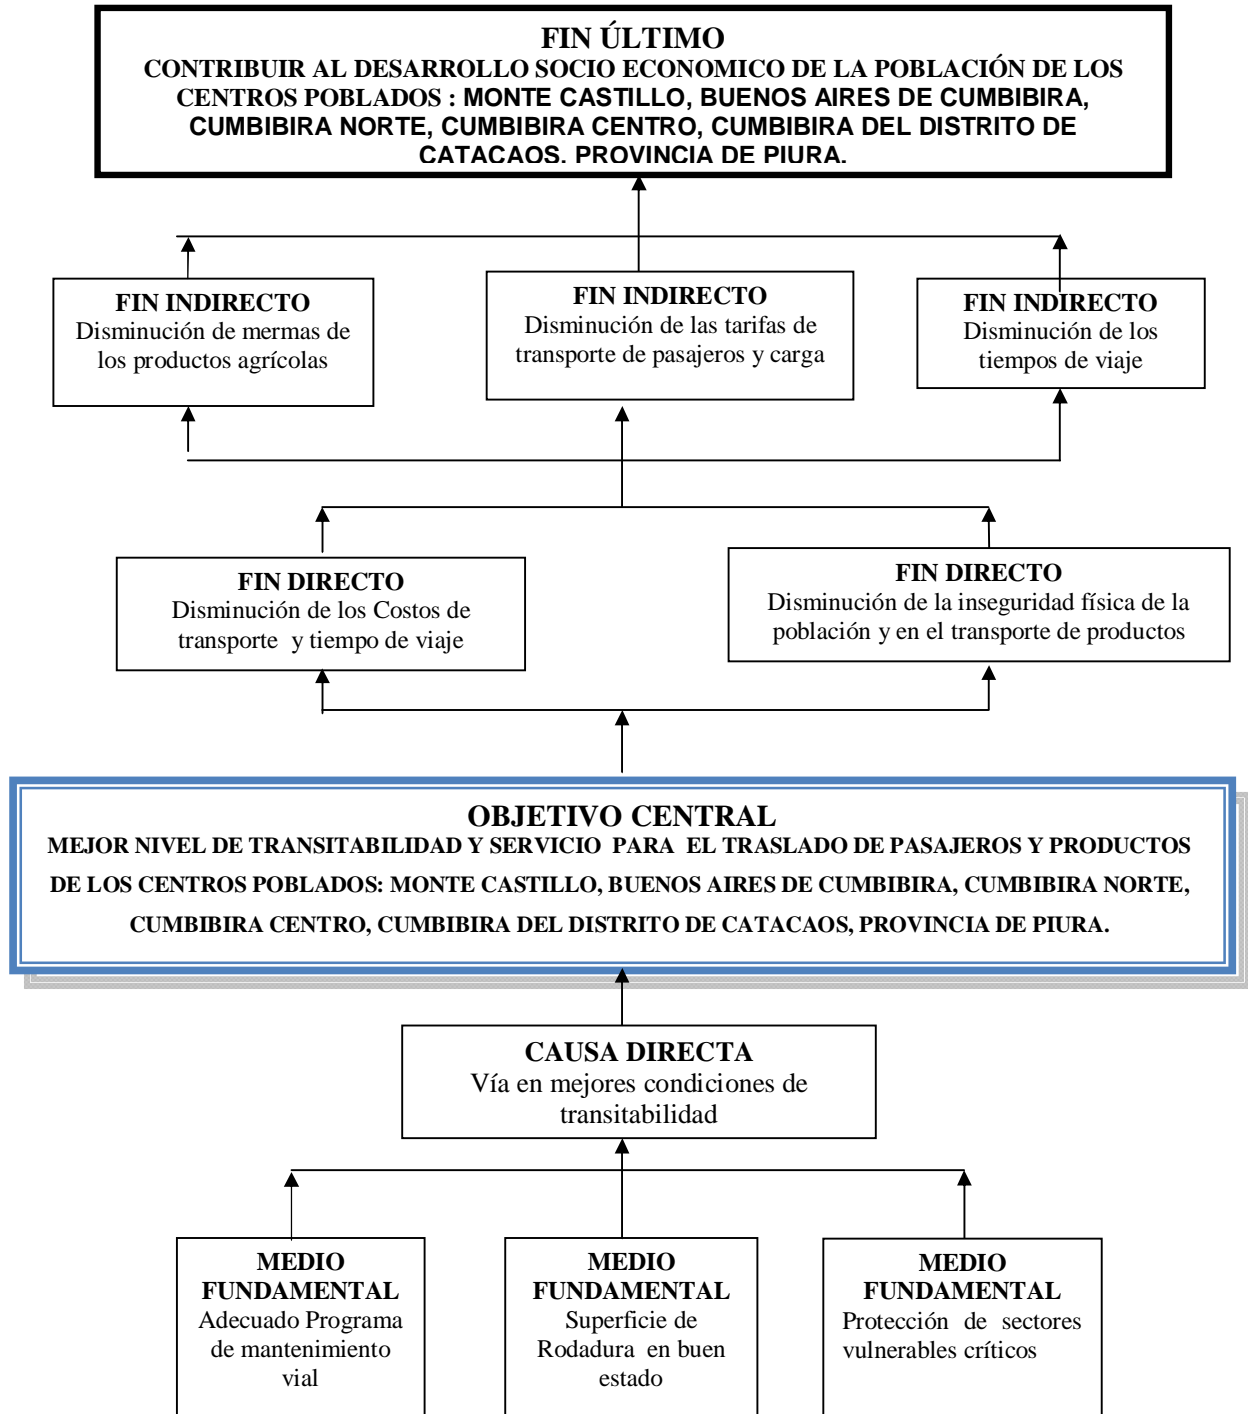 FIN ÚLTIMO
CONTRIBUIR AL DESARROLLO SOCIO ECONOMICO DE LA POBLACIÓN DE LOS
CENTROS POBLADOS : MONTE CASTILLO, BUENOS AIRES DE CUMBIBIRA,
CUMBIBIRA NORTE, CUMBIBIRA CENTRO, CUMBIBIRA DEL DISTRITO DE
CATACAOS. PROVINCIA DE PIURA.
FIN INDIRECTO
Disminución de mermas de
los productos agrícolas
FIN INDIRECTO
Disminución de las tarifas de
transporte de pasajeros y carga
FIN INDIRECTO
Disminución de los
tiempos de viaje
FIN DIRECTO
Disminución de los Costos de
transporte y tiempo de viaje
FIN DIRECTO
Disminución de la inseguridad física de la
población y en el transporte de productos
OBJETIVO CENTRAL
MEJOR NIVEL DE TRANSITABILIDAD Y SERVICIO PARA EL TRASLADO DE PASAJEROS Y PRODUCTOS
DE LOS CENTROS POBLADOS: MONTE CASTILLO, BUENOS AIRES DE CUMBIBIRA, CUMBIBIRA NORTE,
CUMBIBIRA CENTRO, CUMBIBIRA DEL DISTRITO DE CATACAOS, PROVINCIA DE PIURA.
CAUSA DIRECTA
Vía en mejores condiciones de
transitabilidad
MEDIO
FUNDAMENTAL
Adecuado Programa
de mantenimiento
vial
MEDIO
FUNDAMENTAL
Superficie de
Rodadura en buen
estado
MEDIO
FUNDAMENTAL
Protección de sectores
vulnerables críticos